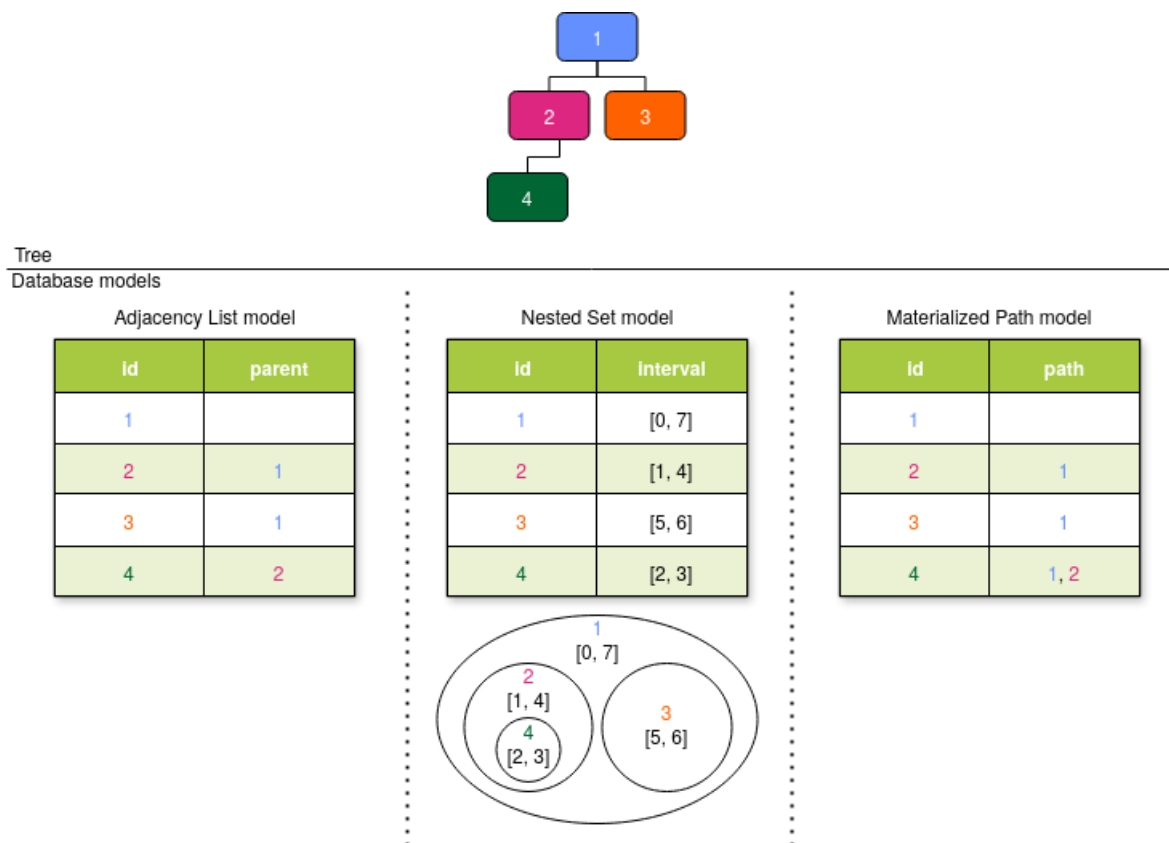 1
2 3
4
Tree
Database models
Adjacency List model
id parent
1
2 1
3 1
4 2
Nested Set model
id interval
1 [0, 7]
2 [1, 4]
3 [5, 6]
4 [2, 3]
1
[0, 7]
2
[1, 4]
4
[2, 3]
3
[5, 6]
Materialized Path model
id path
1
2 1
3 1
4 1, 2